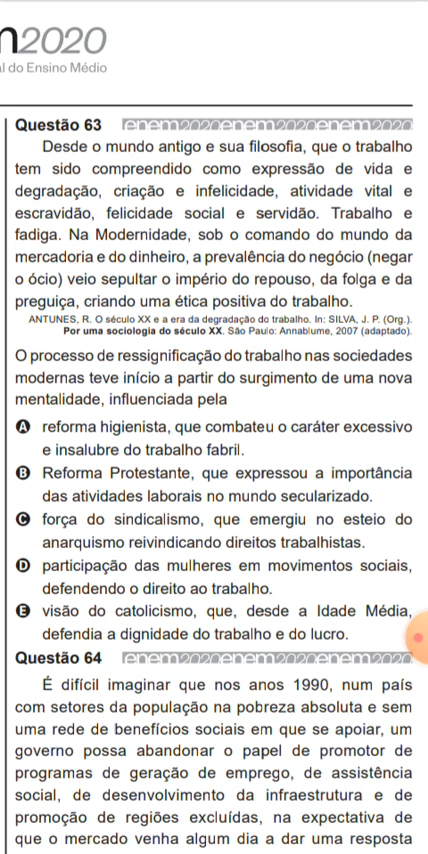 n2020
al do Ensino Médio
Questão 63 enem2020enem2020enem2020
Desde o mundo antigo e sua filosofia, que o trabalho
tem sido compreendido como expressão de vida e
degradação, criação e infelicidade, atividade vital e
escravidão, felicidade social e servidão. Trabalho e
fadiga. Na Modernidade, sob o comando do mundo da
mercadoria e do dinheiro, a prevalência do negócio (negar
o ócio) veio sepultar o império do repouso, da folga e da
preguiça, criando uma ética positiva do trabalho.
ANTUNES, R. O século XX e a era da degradação do trabalho. In: SILVA, J. P. (Org.).
Por uma sociologia do século XX. São Paulo: Annablume, 2007 (adaptado).
O processo de ressignificação do trabalho nas sociedades
modernas teve início a partir do surgimento de uma nova
mentalidade, influenciada pela
A reforma higienista, que combateu o caráter excessivo
e insalubre do trabalho fabril.
B Reforma Protestante, que expressou a importância
das atividades laborais no mundo secularizado.
C força do sindicalismo, que emergiu no esteio do
anarquismo reivindicando direitos trabalhistas.
D participação das mulheres em movimentos sociais,
defendendo o direito ao trabalho.
E visão do catolicismo, que, desde a Idade Média,
defendia a dignidade do trabalho e do lucro.
Questão 64 enem2020enem2020enem2020
É difícil imaginar que nos anos 1990, num país
com setores da população na pobreza absoluta e sem
uma rede de benefícios sociais em que se apoiar, um
governo possa abandonar o papel de promotor de
programas de geração de emprego, de assistência
social, de desenvolvimento da infraestrutura e de
promoção de regiões excluídas, na expectativa de
que o mercado venha algum dia a dar uma resposta